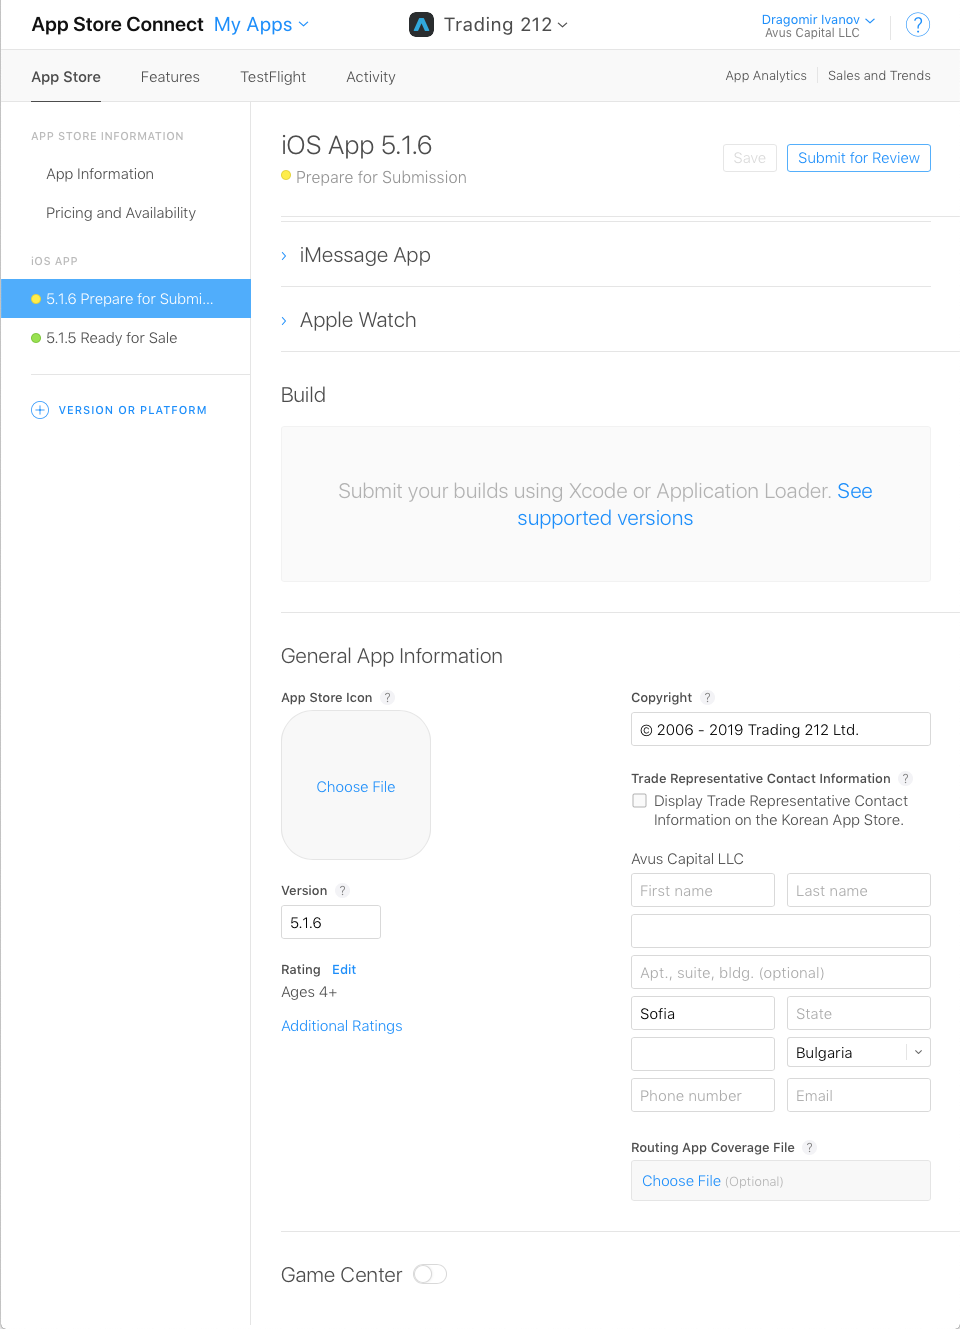 App Store Connect My Apps
Trading 212
Dragomir Ivanov
Avus Capital LLC
?
App Store
Features
TestFlight
Activity
App Analytics
Sales and Trends
APP STORE INFORMATION
App Information
Pricing and Availability
iOS APP
5.1.6 Prepare for Submi...
5.1.5 Ready for Sale
VERSION OR PLATFORM
iOS App 5.1.6
Prepare for Submission
Save
Submit for Review
iMessage App
Apple Watch
Build
Submit your builds using Xcode or Application Loader. See
supported versions
General App Information
App Store Icon ?
Choose File
Version ?
5.1.6
Rating Edit
Ages 4+
Additional Ratings
Copyright ?
© 2006 - 2019 Trading 212 Ltd.
Trade Representative Contact Information ?
Display Trade Representative Contact
Information on the Korean App Store.
Avus Capital LLC
First name
Last name
Apt., suite, bldg. (optional)
Sofia
State
Bulgaria
Phone number
Email
Routing App Coverage File ?
Choose File (Optional)
Game Center